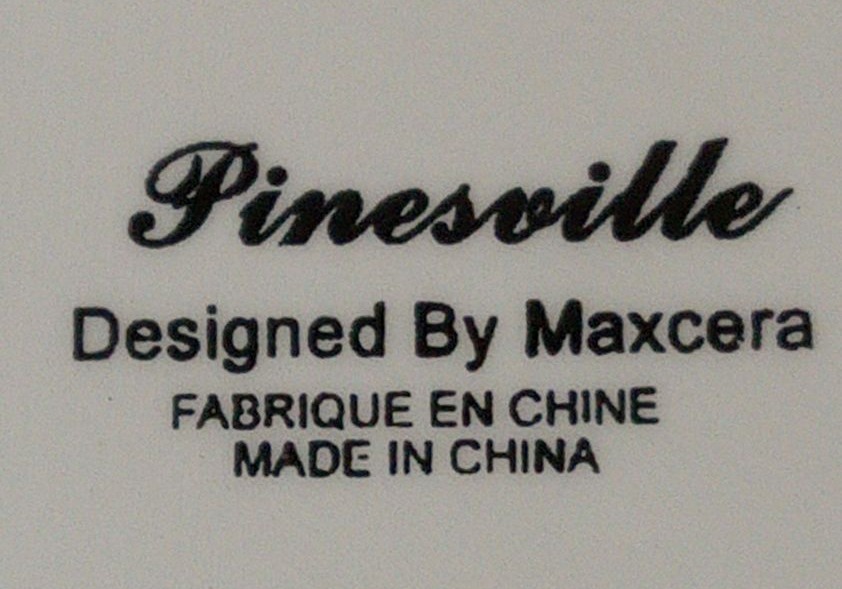 Pinesville
Designed By Maxcera
FABRIQUE EN CHINE
MADE IN CHINA